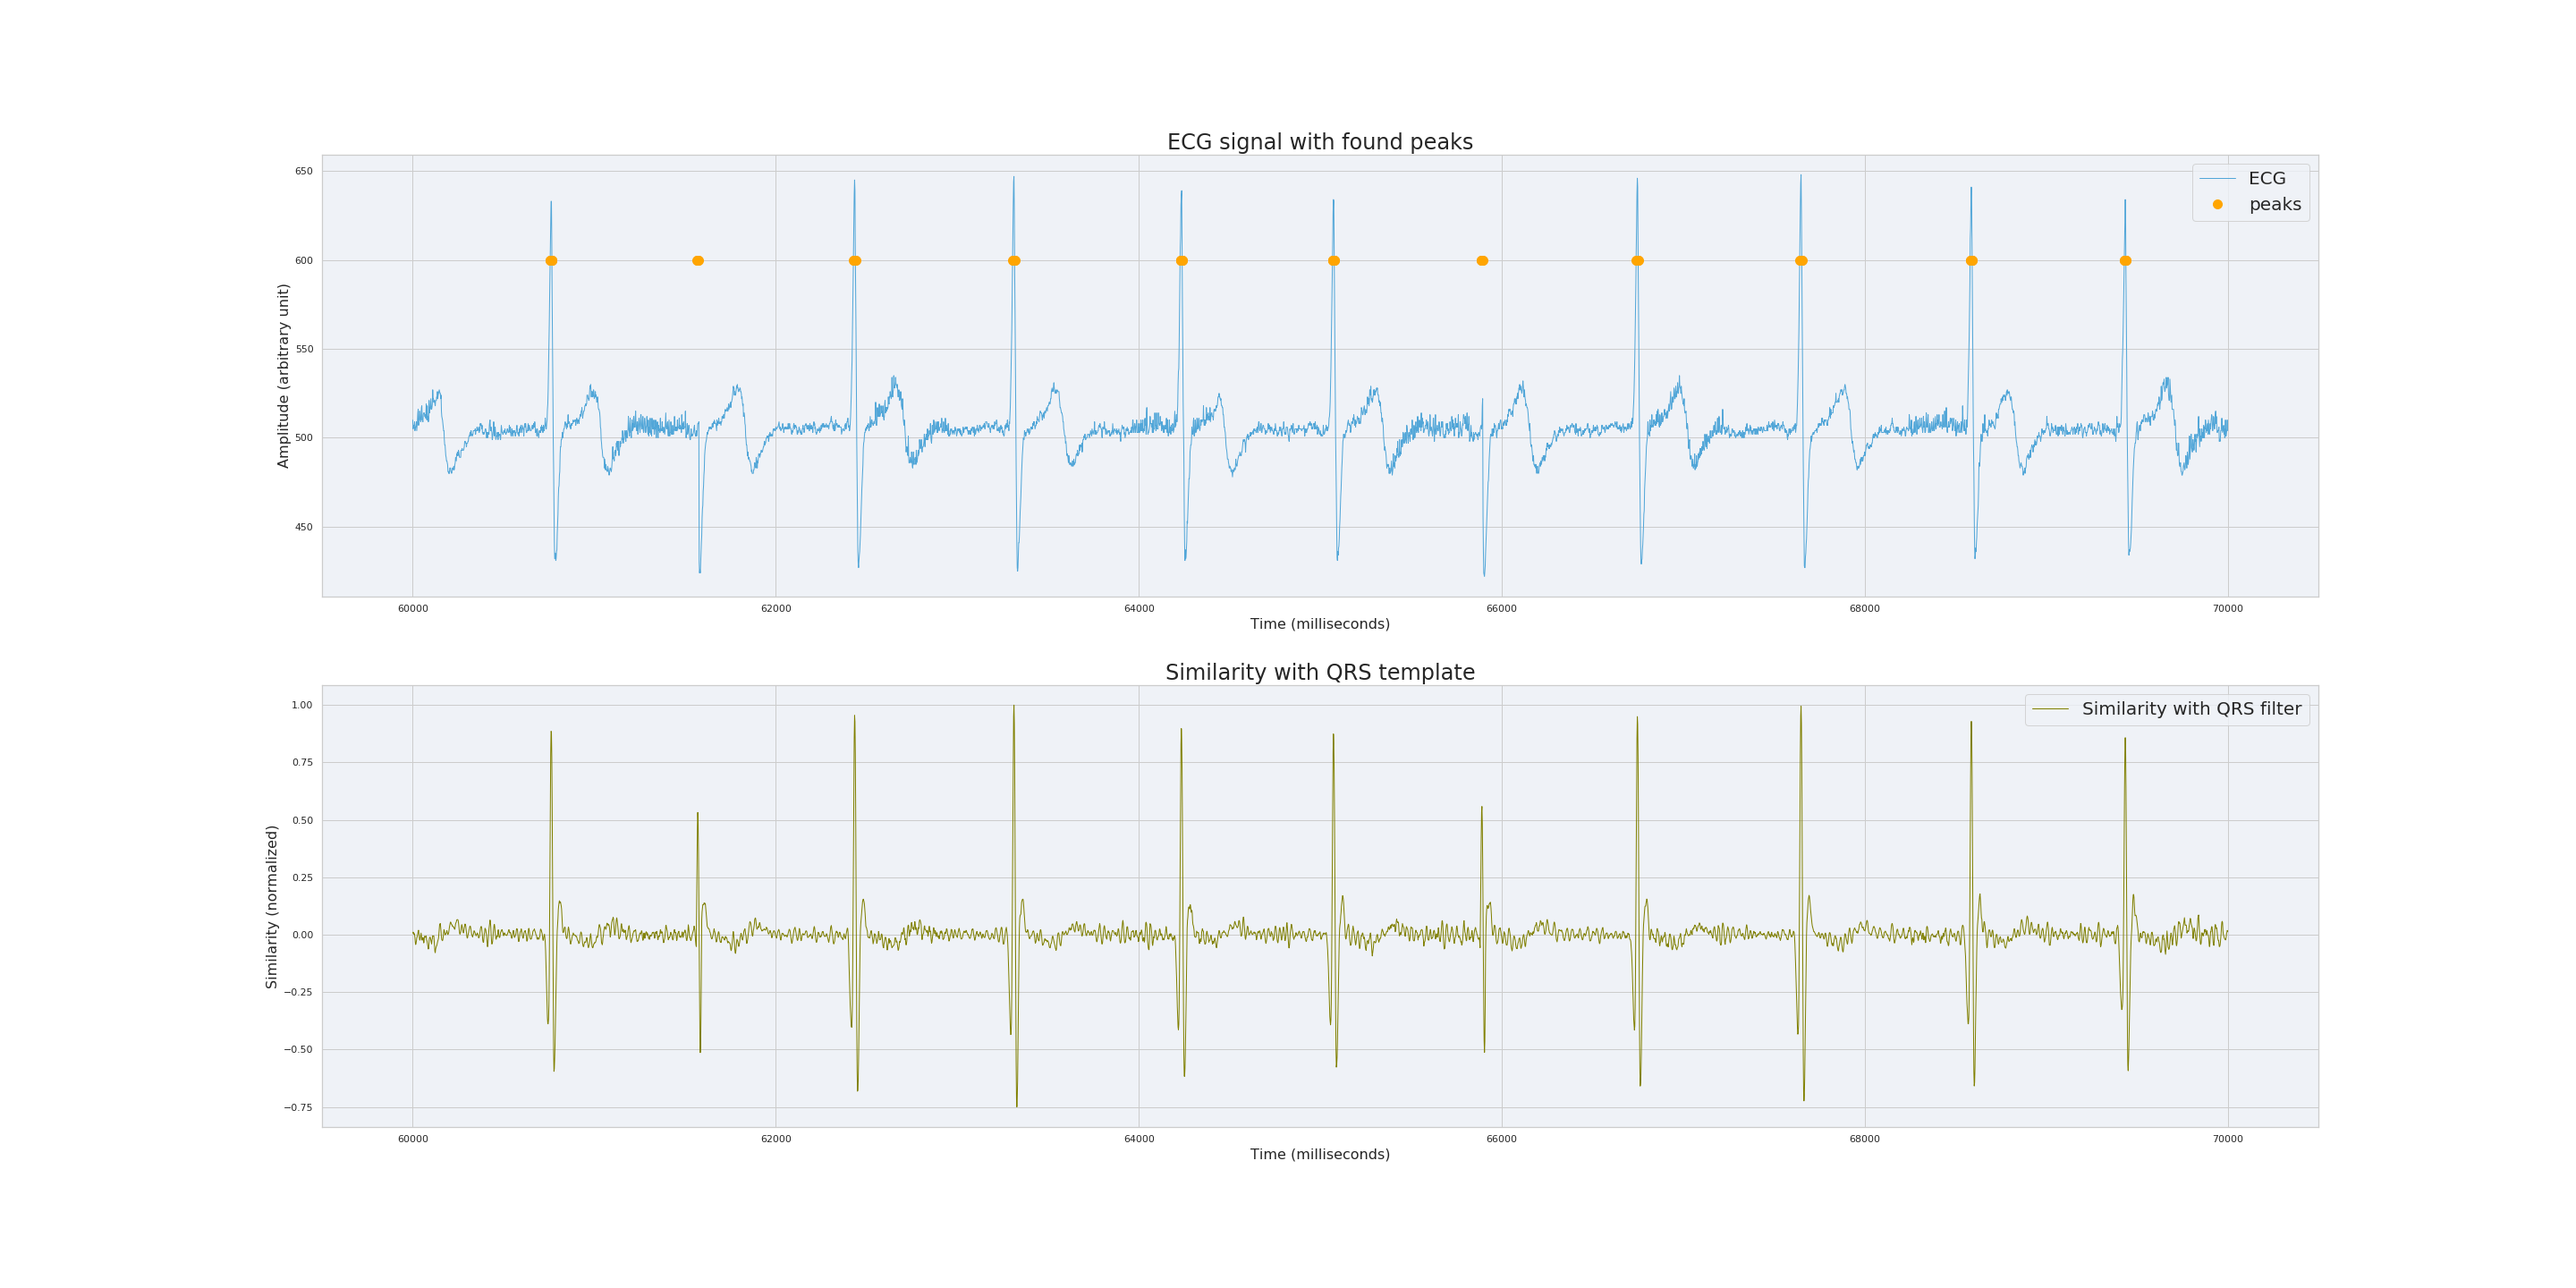 ECG signal with found peaks
650
600
550
500
450
Amplitude (arbitrary unit)
ECG
peaks
60000 62000 64000 66000 68000 70000
Time (milliseconds)
Similarity with QRS template
1.00
0.75
0.50
0.25
0.00
−0.25
−0.50
−0.75
Similarity (normalized)
Similarity with QRS filter
60000 62000 64000 66000 68000 70000
Time (milliseconds)